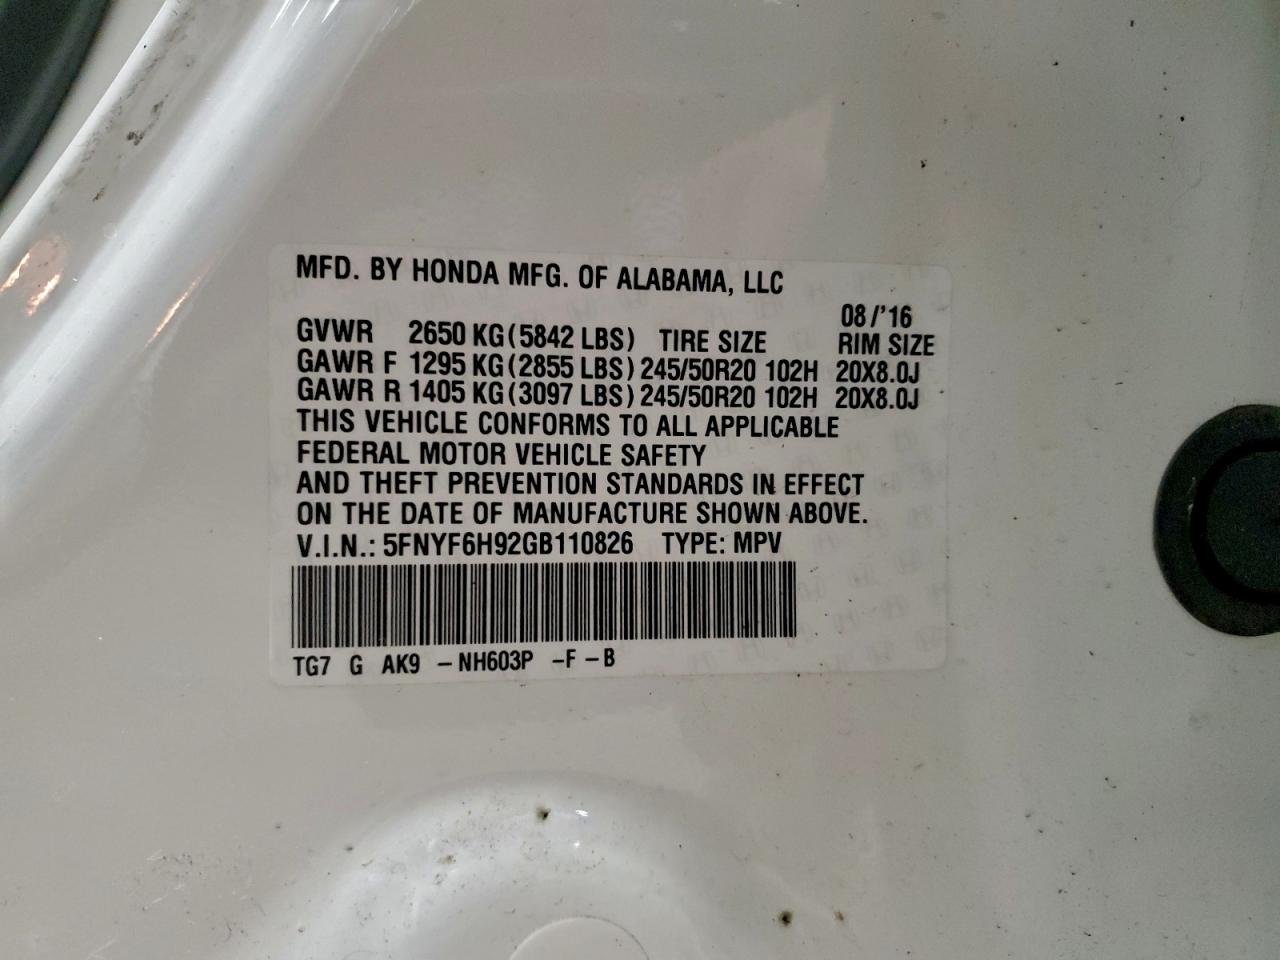 MFD. BY HONDA MFG. OF ALABAMA, LLC
08/'16
GVWR 2650 KG(5842 LBS) TIRE SIZE RIM SIZE
GAWR F 1295 KG(2855 LBS) 245/50R20 102H 20X8.0J
GAWR R 1405 KG(3097 LBS) 245/50R20 102H 20X8.0J
THIS VEHICLE CONFORMS TO ALL APPLICABLE
FEDERAL MOTOR VEHICLE SAFETY
AND THEFT PREVENTION STANDARDS IN EFFECT
ON THE DATE OF MANUFACTURE SHOWN ABOVE.
V.I.N.: 5FNYF6H92GB110826 TYPE: MPV
TG7 G AK9 -NH603P -F-B